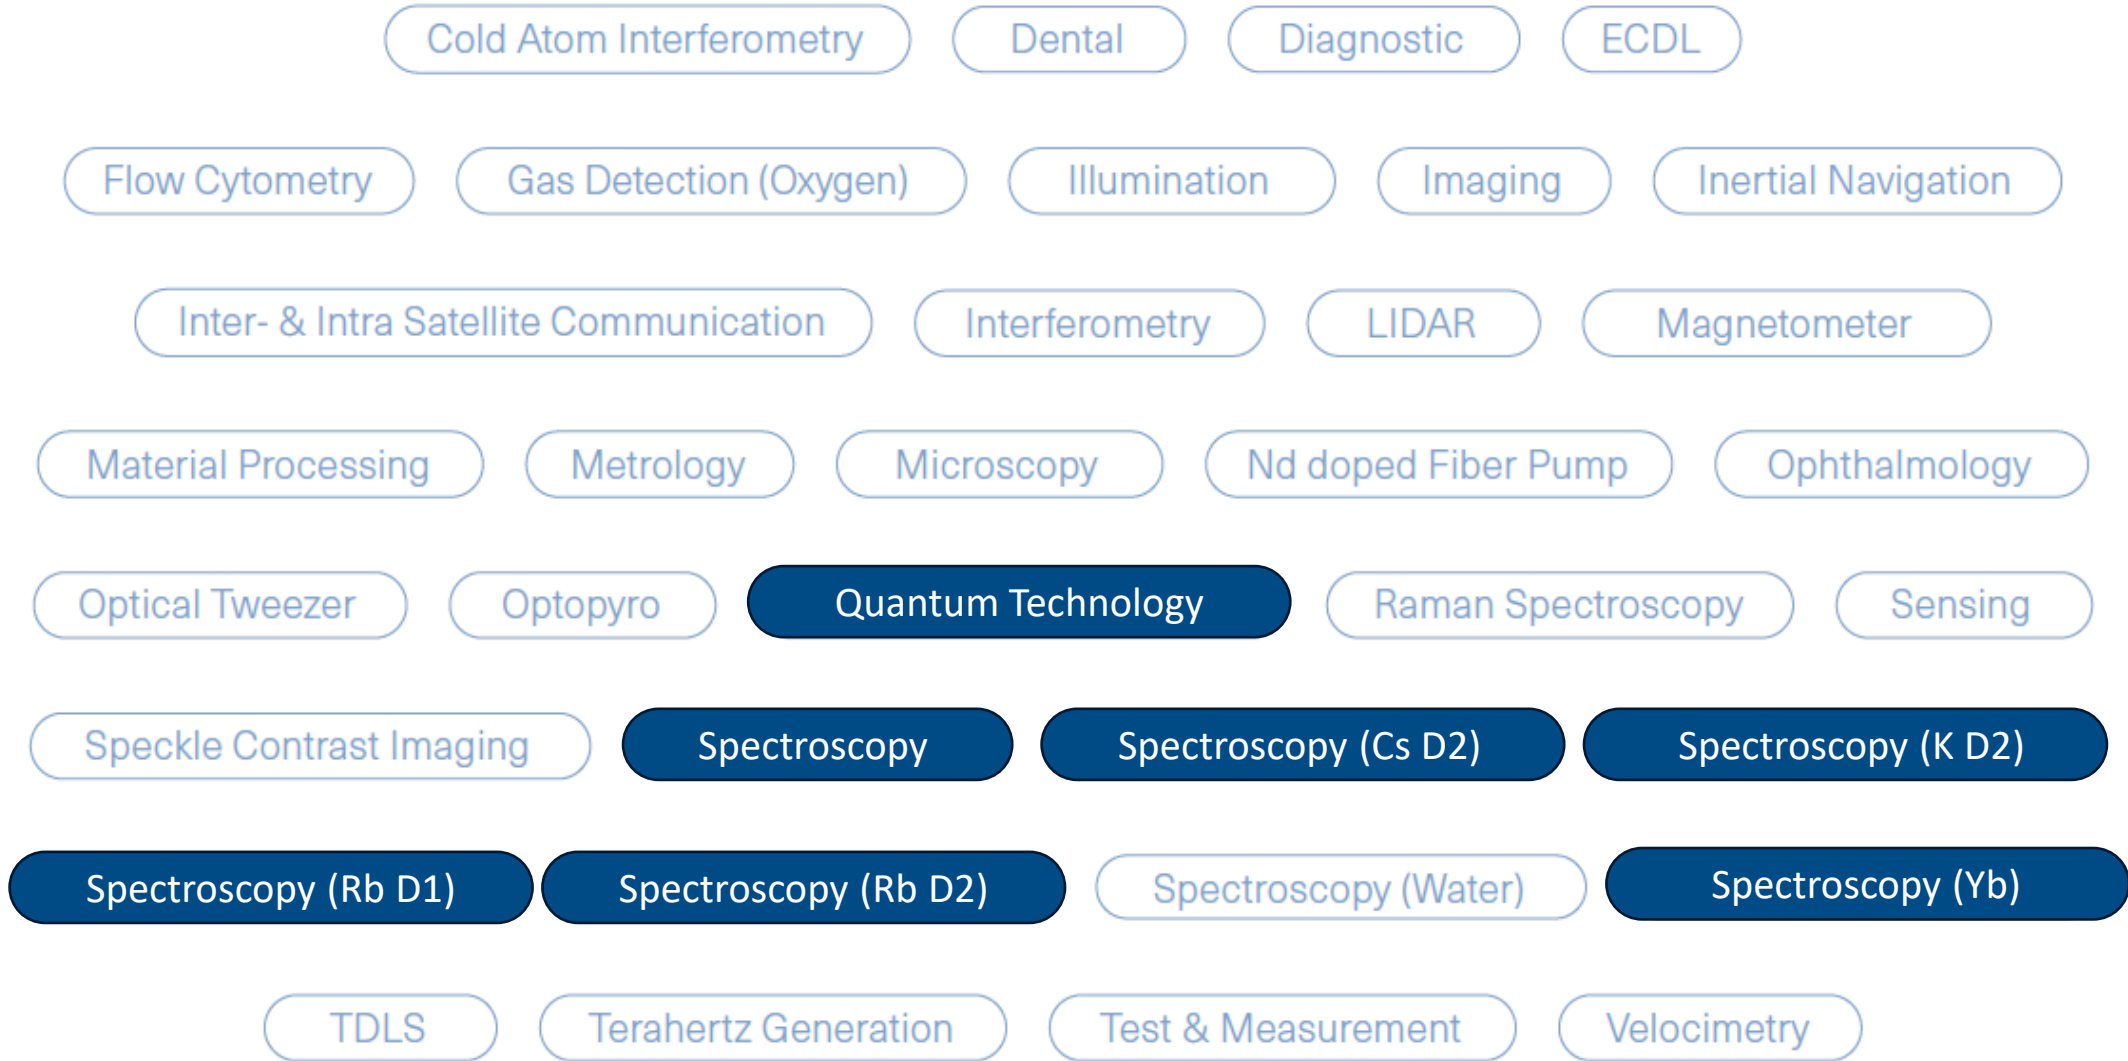 Cold Atom Interferometry Dental Diagnostic ECDL
Flow Cytometry Gas Detection (Oxygen) Illumination Imaging Inertial Navigation
Inter- & Intra Satellite Communication Interferometry LIDAR Magnetometer
Material Processing Metrology Microscopy Nd doped Fiber Pump Ophthalmology
Optical Tweezer Optopyro Quantum Technology Raman Spectroscopy Sensing
Speckle Contrast Imaging Spectroscopy Spectroscopy (Cs D2) Spectroscopy (K D2)
Spectroscopy (Rb D1) Spectroscopy (Rb D2) Spectroscopy (Water) Spectroscopy (Yb)
TDLS Terahertz Generation Test & Measurement Velocimetry